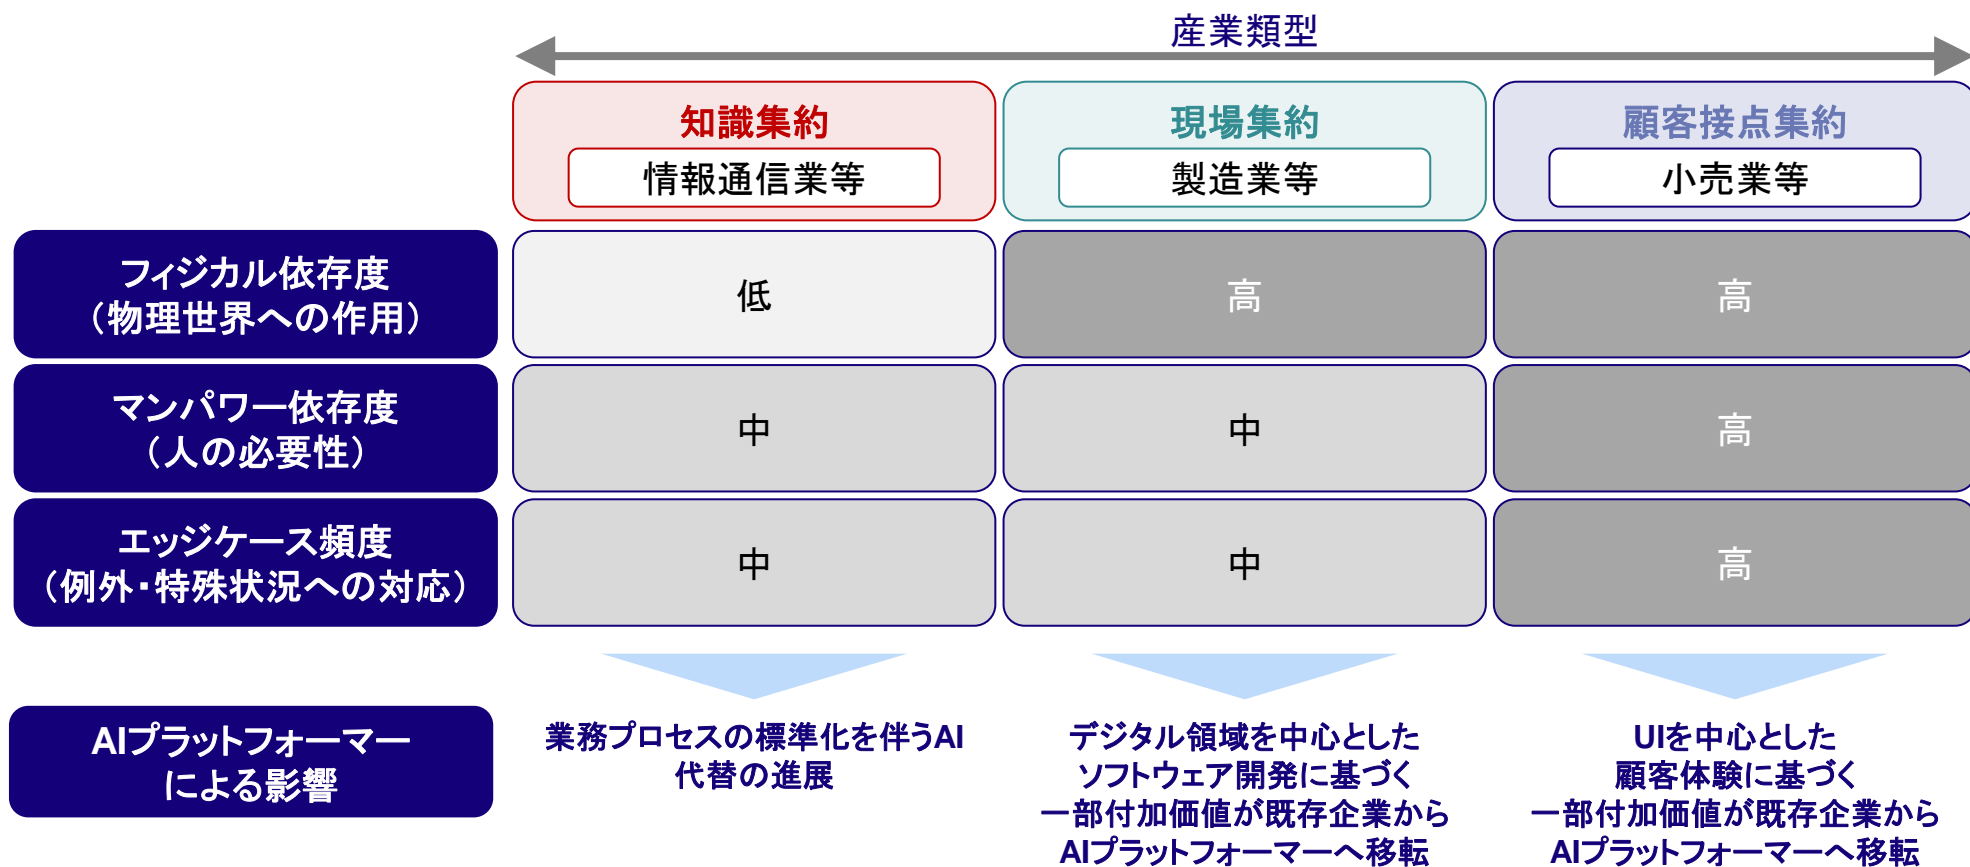 産業類型
知識集約
情報通信業等
現場集約
製造業等
顧客接点集約
小売業等
フィジカル依存度
（物理世界への作用）
低
高
高
マンパワー依存度
（人の必要性）
中
中
高
エッジケース頻度
（例外・特殊状況への対応）
中
中
高
AIプラットフォーマー
による影響
業務プロセスの標準化を伴うAI
代替の進展
デジタル領域を中心とした
ソフトウェア開発に基づく
一部付加価値が既存企業から
AIプラットフォーマーへ移転
UIを中心とした
顧客体験に基づく
一部付加価値が既存企業から
AIプラットフォーマーへ移転